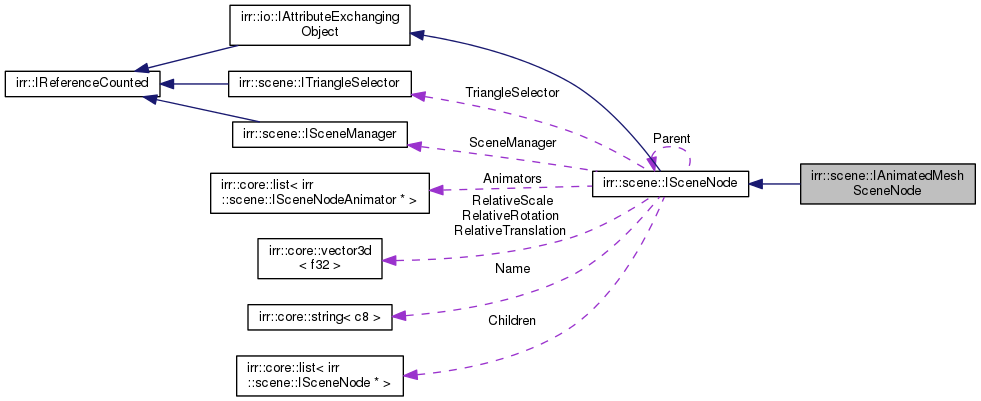 irr::io::IAttributeExchanging
Object
irr::IReferenceCounted
irr::scene::ITriangleSelector
irr::scene::ISceneManager
irr::core::list< irr
::scene::ISceneNodeAnimator * >
irr::core::vector3d
< f32 >
irr::core::string< c8 >
irr::core::list< irr
::scene::ISceneNode * >
TriangleSelector
SceneManager
Animators
RelativeScale
RelativeRotation
RelativeTranslation
Name
Children
Parent
irr::scene::ISceneNode
irr::scene::IAnimatedMesh
SceneNode